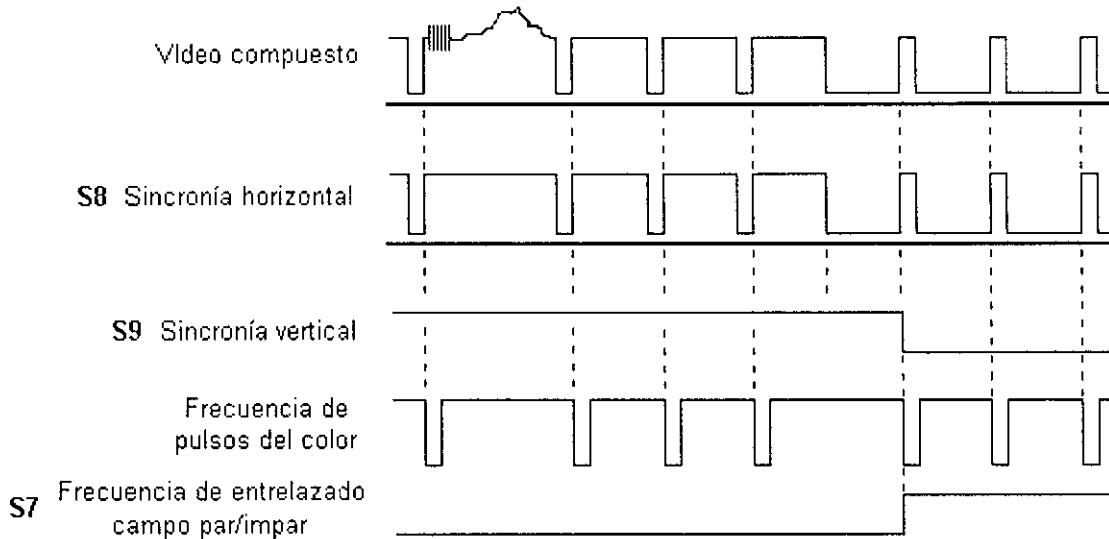 VIdeo compuesto
S8 Sincronía horizontal
S9 Sincronía vertical
Frecuencia de
pulsos del color
S7 Frecuencia de entrelazado
campo par/impar